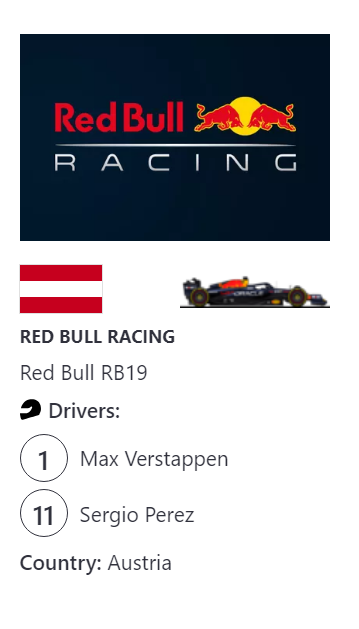 Red Bull
RACING
RED BULL RACING
Red Bull RB19
Drivers:
1 Max Verstappen
11 Sergio Perez
Country: Austria